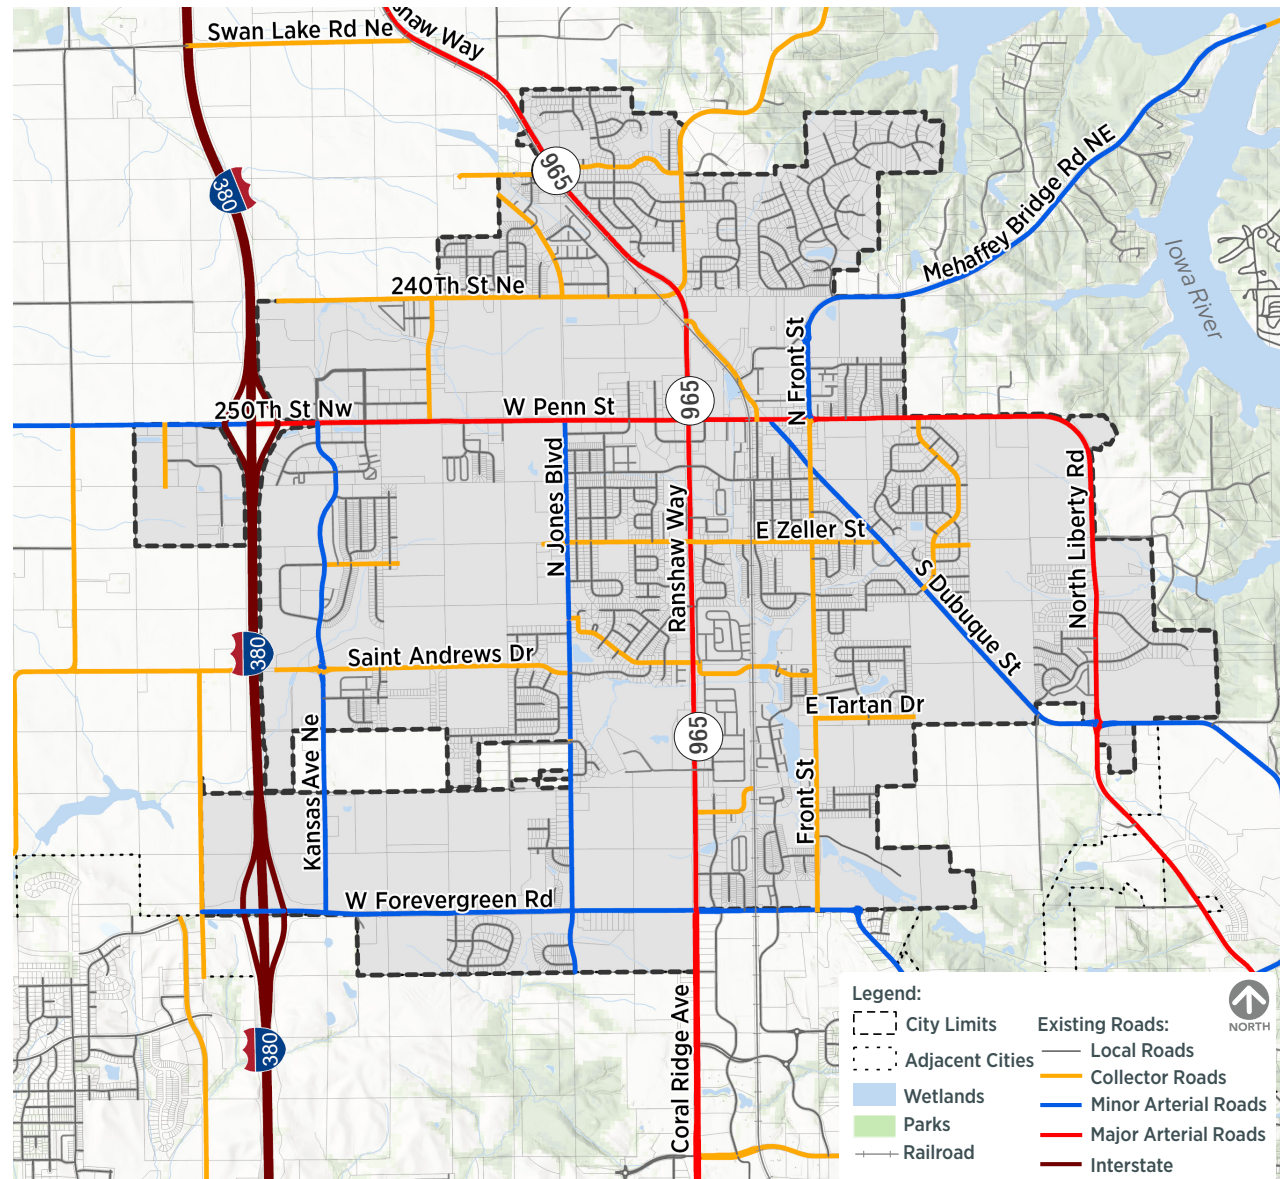 Swan Lake Rd Ne
shaw Way
965
380
Mehaffey Bridge Rd NE
Iowa River
240Th St Ne
N Front St
250Th St Nw
W Penn St
965
N Jones Blvd
Ranshaw Way
E Zeller St
North Liberty Rd
S Dubuque St
380
Saint Andrews Dr
E Tartan Dr
965
Kansas Ave Ne
Front St
W Forevergreen Rd
380
Coral Ridge Ave
Legend:
City Limits
Adjacent Cities
Wetlands
Parks
Railroad
Existing Roads:
Local Roads
Collector Roads
Minor Arterial Roads
Major Arterial Roads
Interstate
NORTH